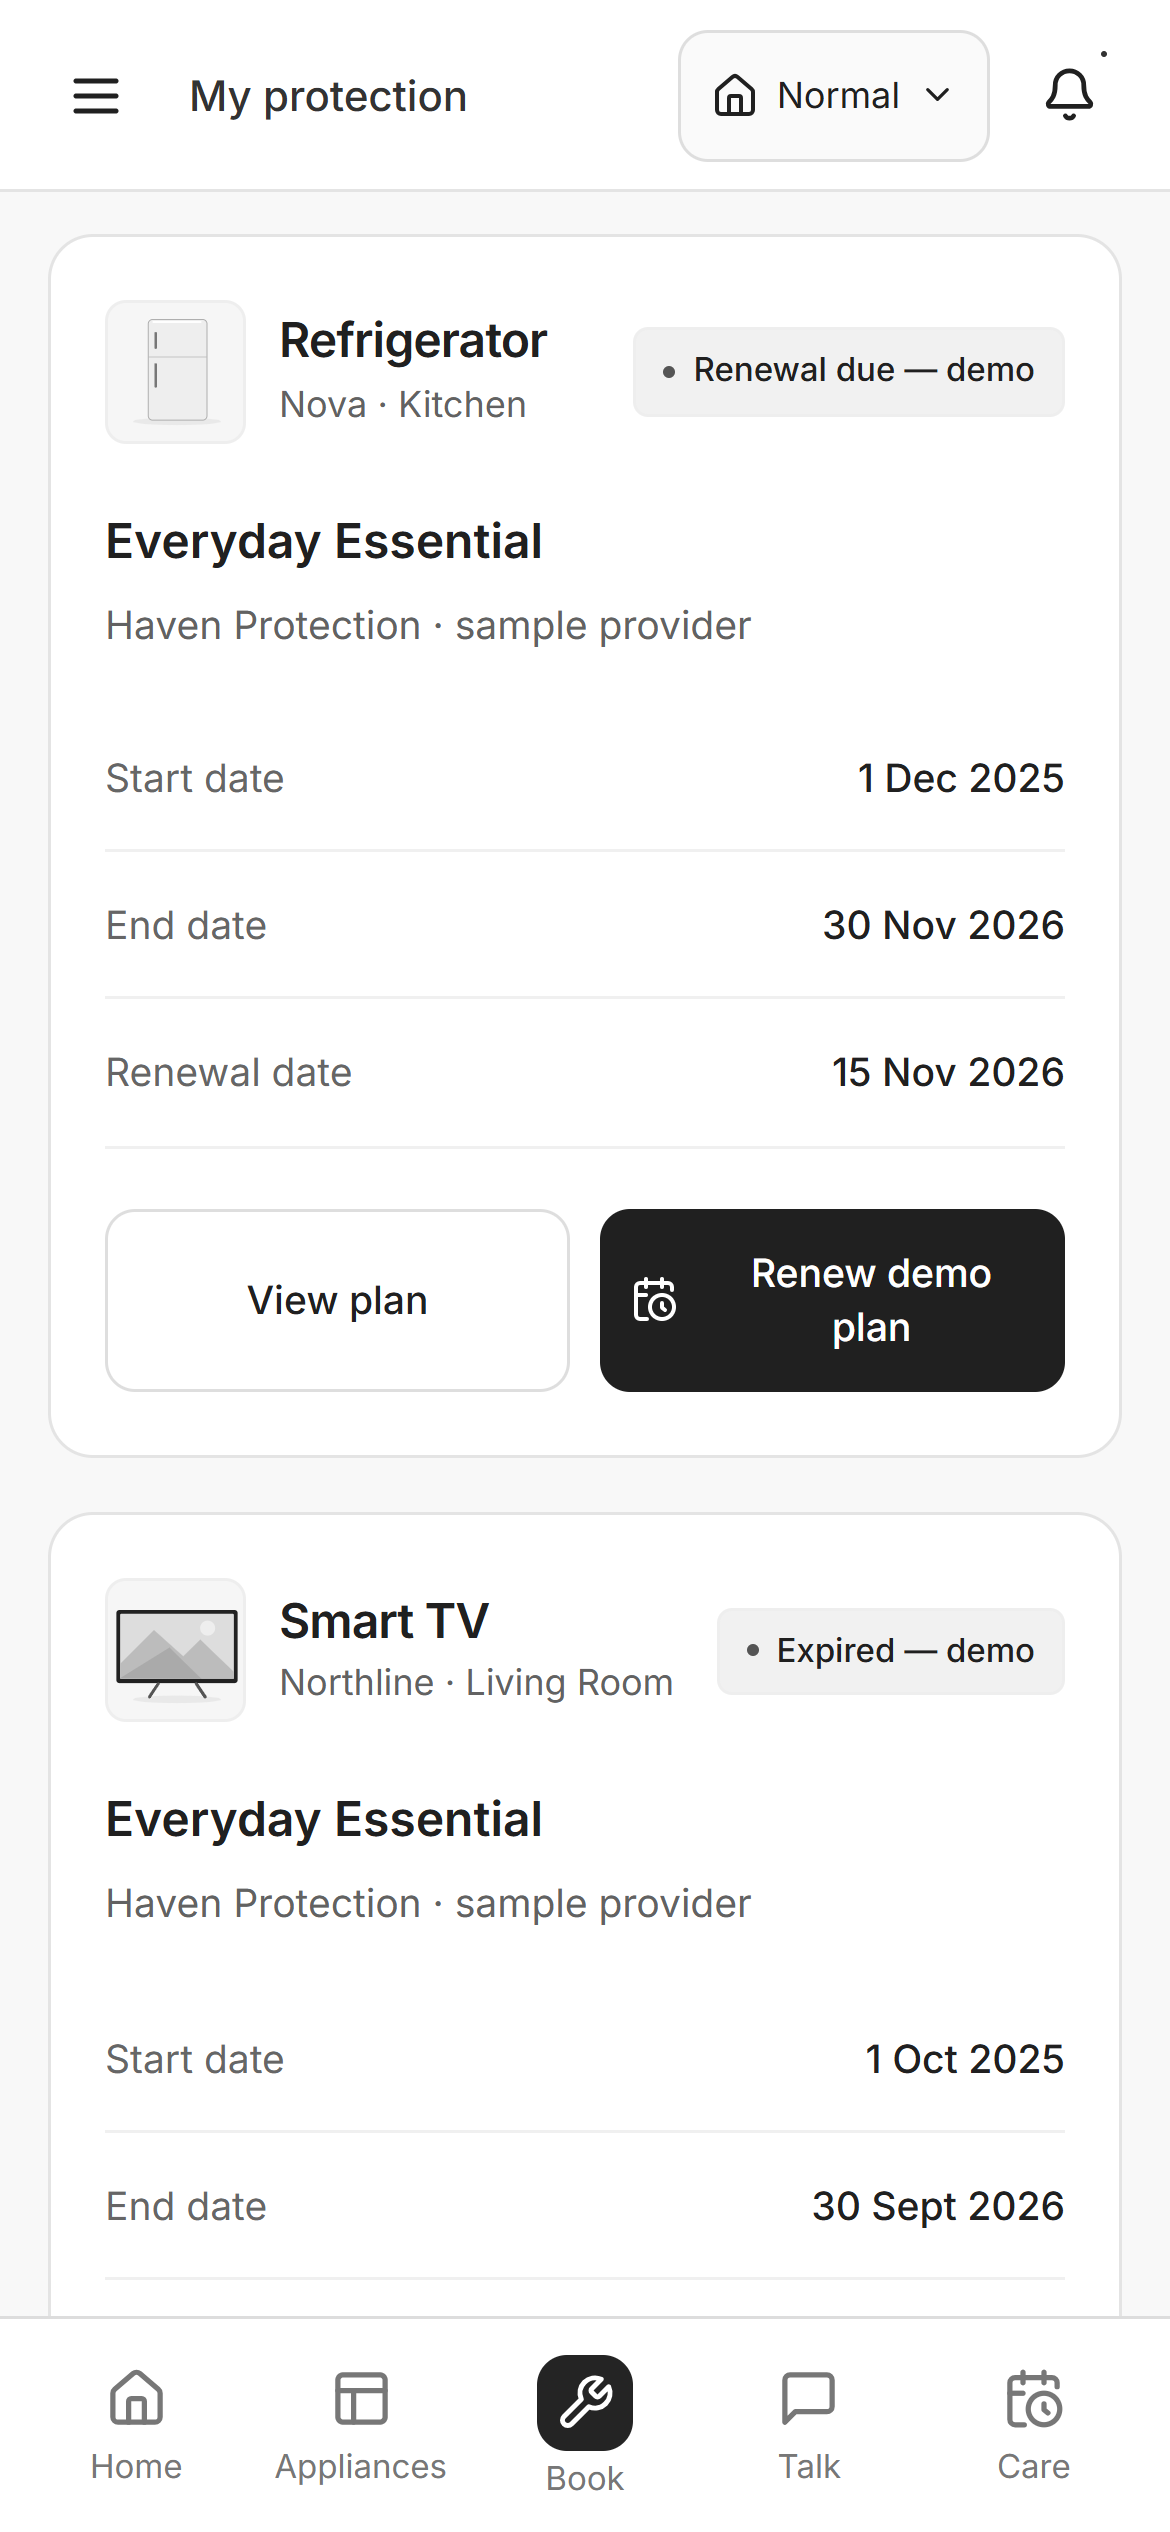 My protection
Normal
Refrigerator
Nova · Kitchen
Renewal due — demo
Everyday Essential
Haven Protection · sample provider
Start date
1 Dec 2025
End date
30 Nov 2026
Renewal date
15 Nov 2026
View plan
Renew demo
plan
Smart TV
Northline · Living Room
Expired — demo
Everyday Essential
Haven Protection · sample provider
Start date
1 Oct 2025
End date
30 Sept 2026
Home
Appliances
Book
Talk
Care